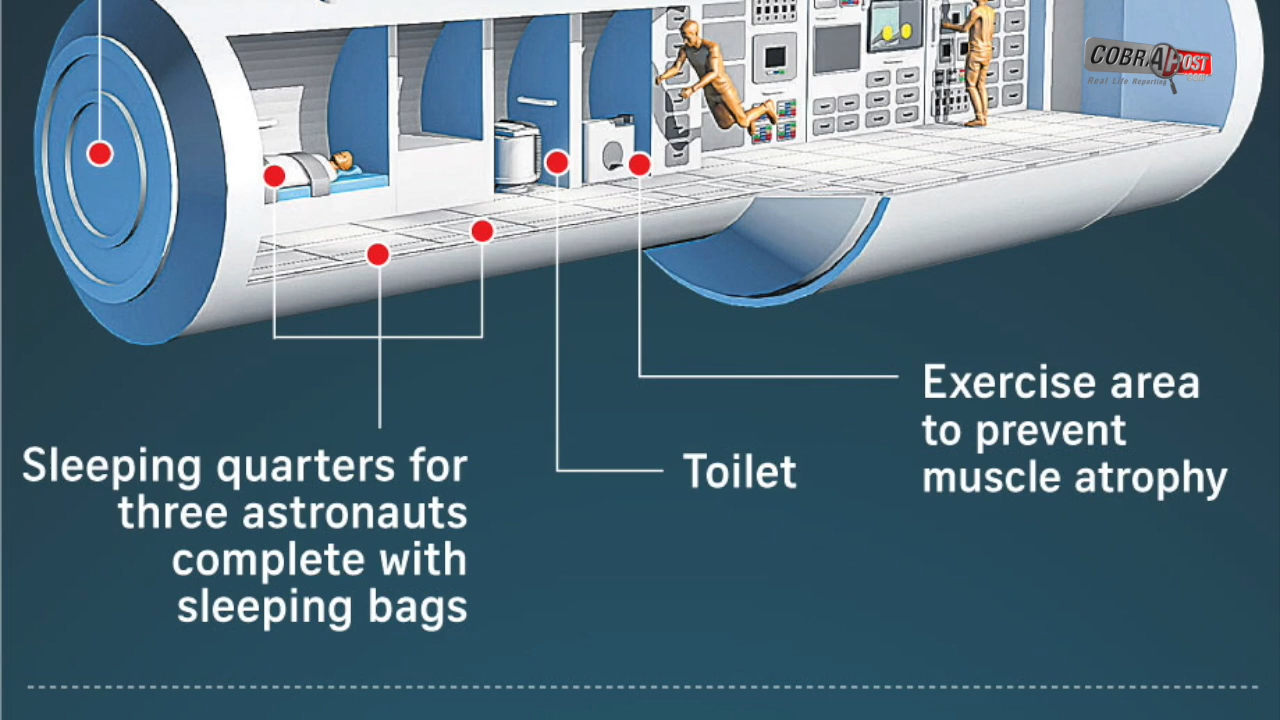 COBRAPOST
.com
Real Life Reporting
Exercise area
to prevent
muscle atrophy
Toilet
Sleeping quarters for
three astronauts
complete with
sleeping bags